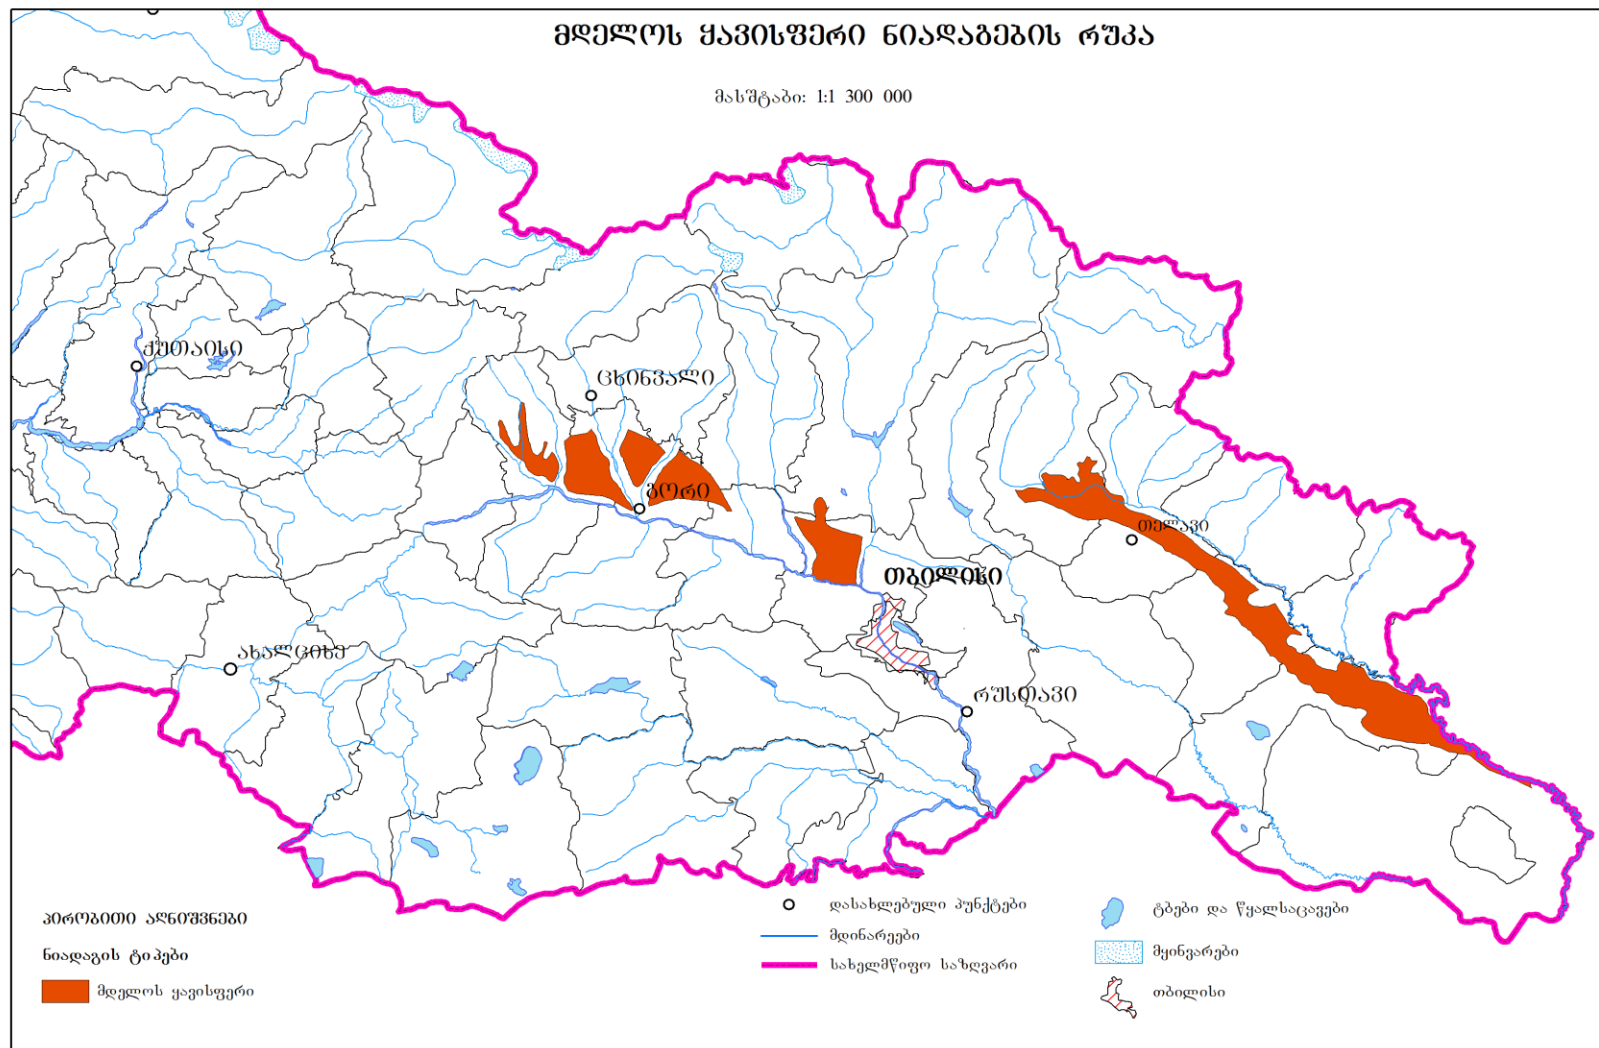 მდელოს ყავისფერი ნიადაგების რუკა
მასშტაბი: 1:1 300 000
ქუთაისი
ცხინვალი
გორი
თელავი
თბილისი
ახალციხე
რუსთავი
პირობითი აღნიშვნები
ნიადაგის ტიპები
მდელოს ყავისფერი
დასახლებული პუნქტები
მდინარეები
სახელმწიფო საზღვარი
ტბები და წყალსაცავები
მყინვარები
თბილისი